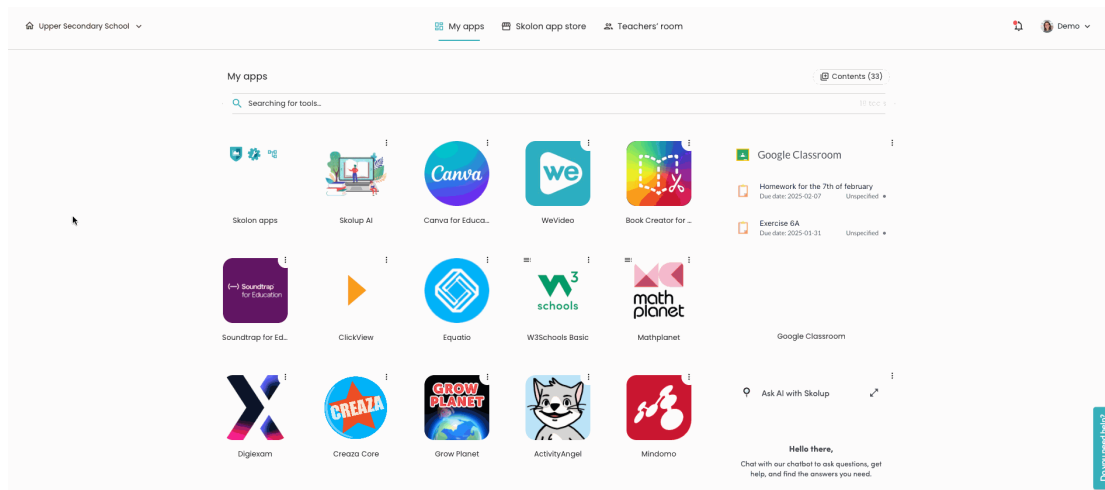 Upper Secondary School
My apps
Skolon app store
Teachers' room
Demo
My apps
Contents (33)
Searching for tools...
Canva
we
Google Classroom
Homework for the 7th of february
Due date: 2025-02-07
Unspecified
Exercise 6A
Due date: 2025-01-31
Unspecified
Skolon apps
Skolup AI
Canva for Educa...
WeVideo
Book Creator for ...
Soundtrap
for Education
w3
schools
math
planet
Soundtrap for Ed...
ClickView
Equatio
W3Schools Basic
Mathplanet
Google Classroom
CREAZA
GROW
PLANET
Ask AI with Skolup
Hello there,
Chat with our chatbot to ask questions, get
help, and find the answers you need.
Digiexam
Creaza Core
Grow Planet
ActivityAngel
Mindomo
Do you need help?